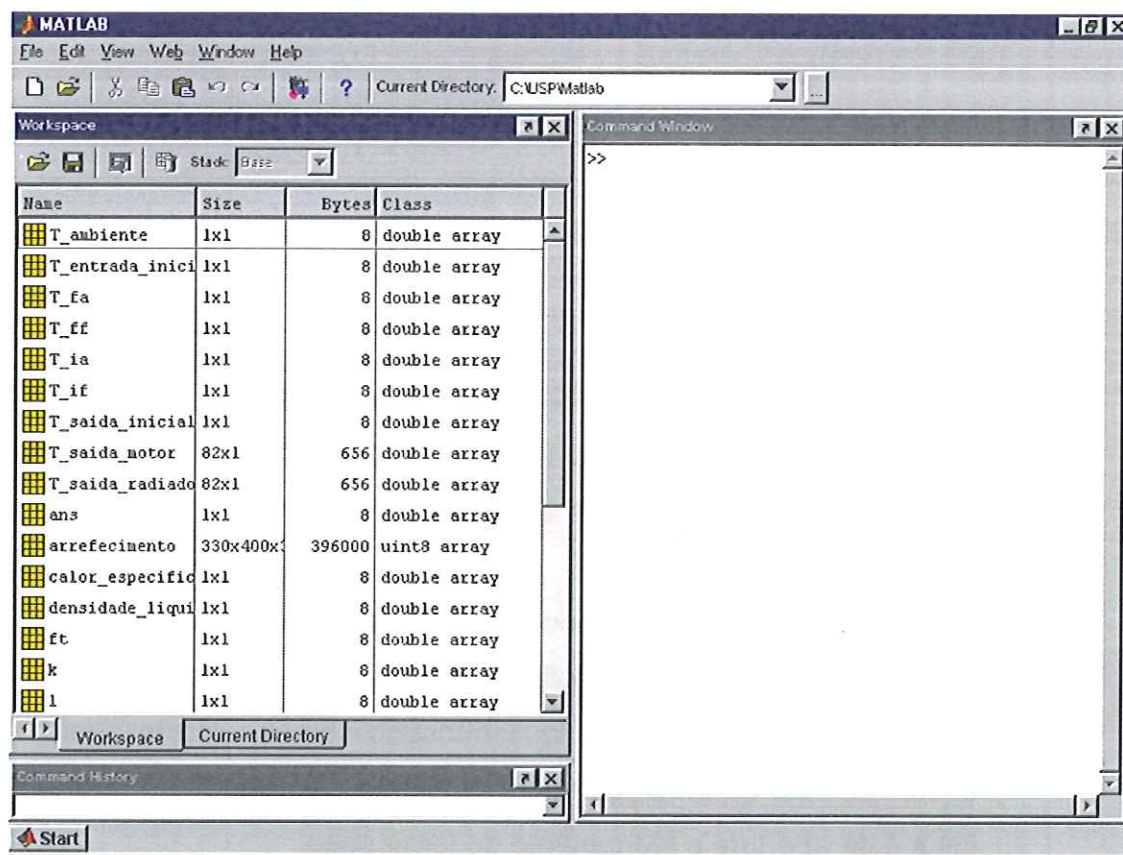 MATLAB
File Edit View Web Window Help
Current Directory: C:\USP\Matlab ...
Workspace
Stack: Base
Name Size Bytes Class
T_ambiente 1x1 8 double array
T_entrada_inici 1x1 8 double array
T_fa 1x1 8 double array
T_ff 1x1 8 double array
T_ia 1x1 8 double array
T_if 1x1 8 double array
T_saida_inicial 1x1 8 double array
T_saida_motor 82x1 656 double array
T_saida_radiado 82x1 656 double array
ans 1x1 8 double array
arrefecimento 330x400x3 396000 uint8 array
calor_especific 1x1 8 double array
densidade_liqui 1x1 8 double array
ft 1x1 8 double array
k 1x1 8 double array
l 1x1 8 double array
Workspace Current Directory
Command History
Command Window
>>
Start